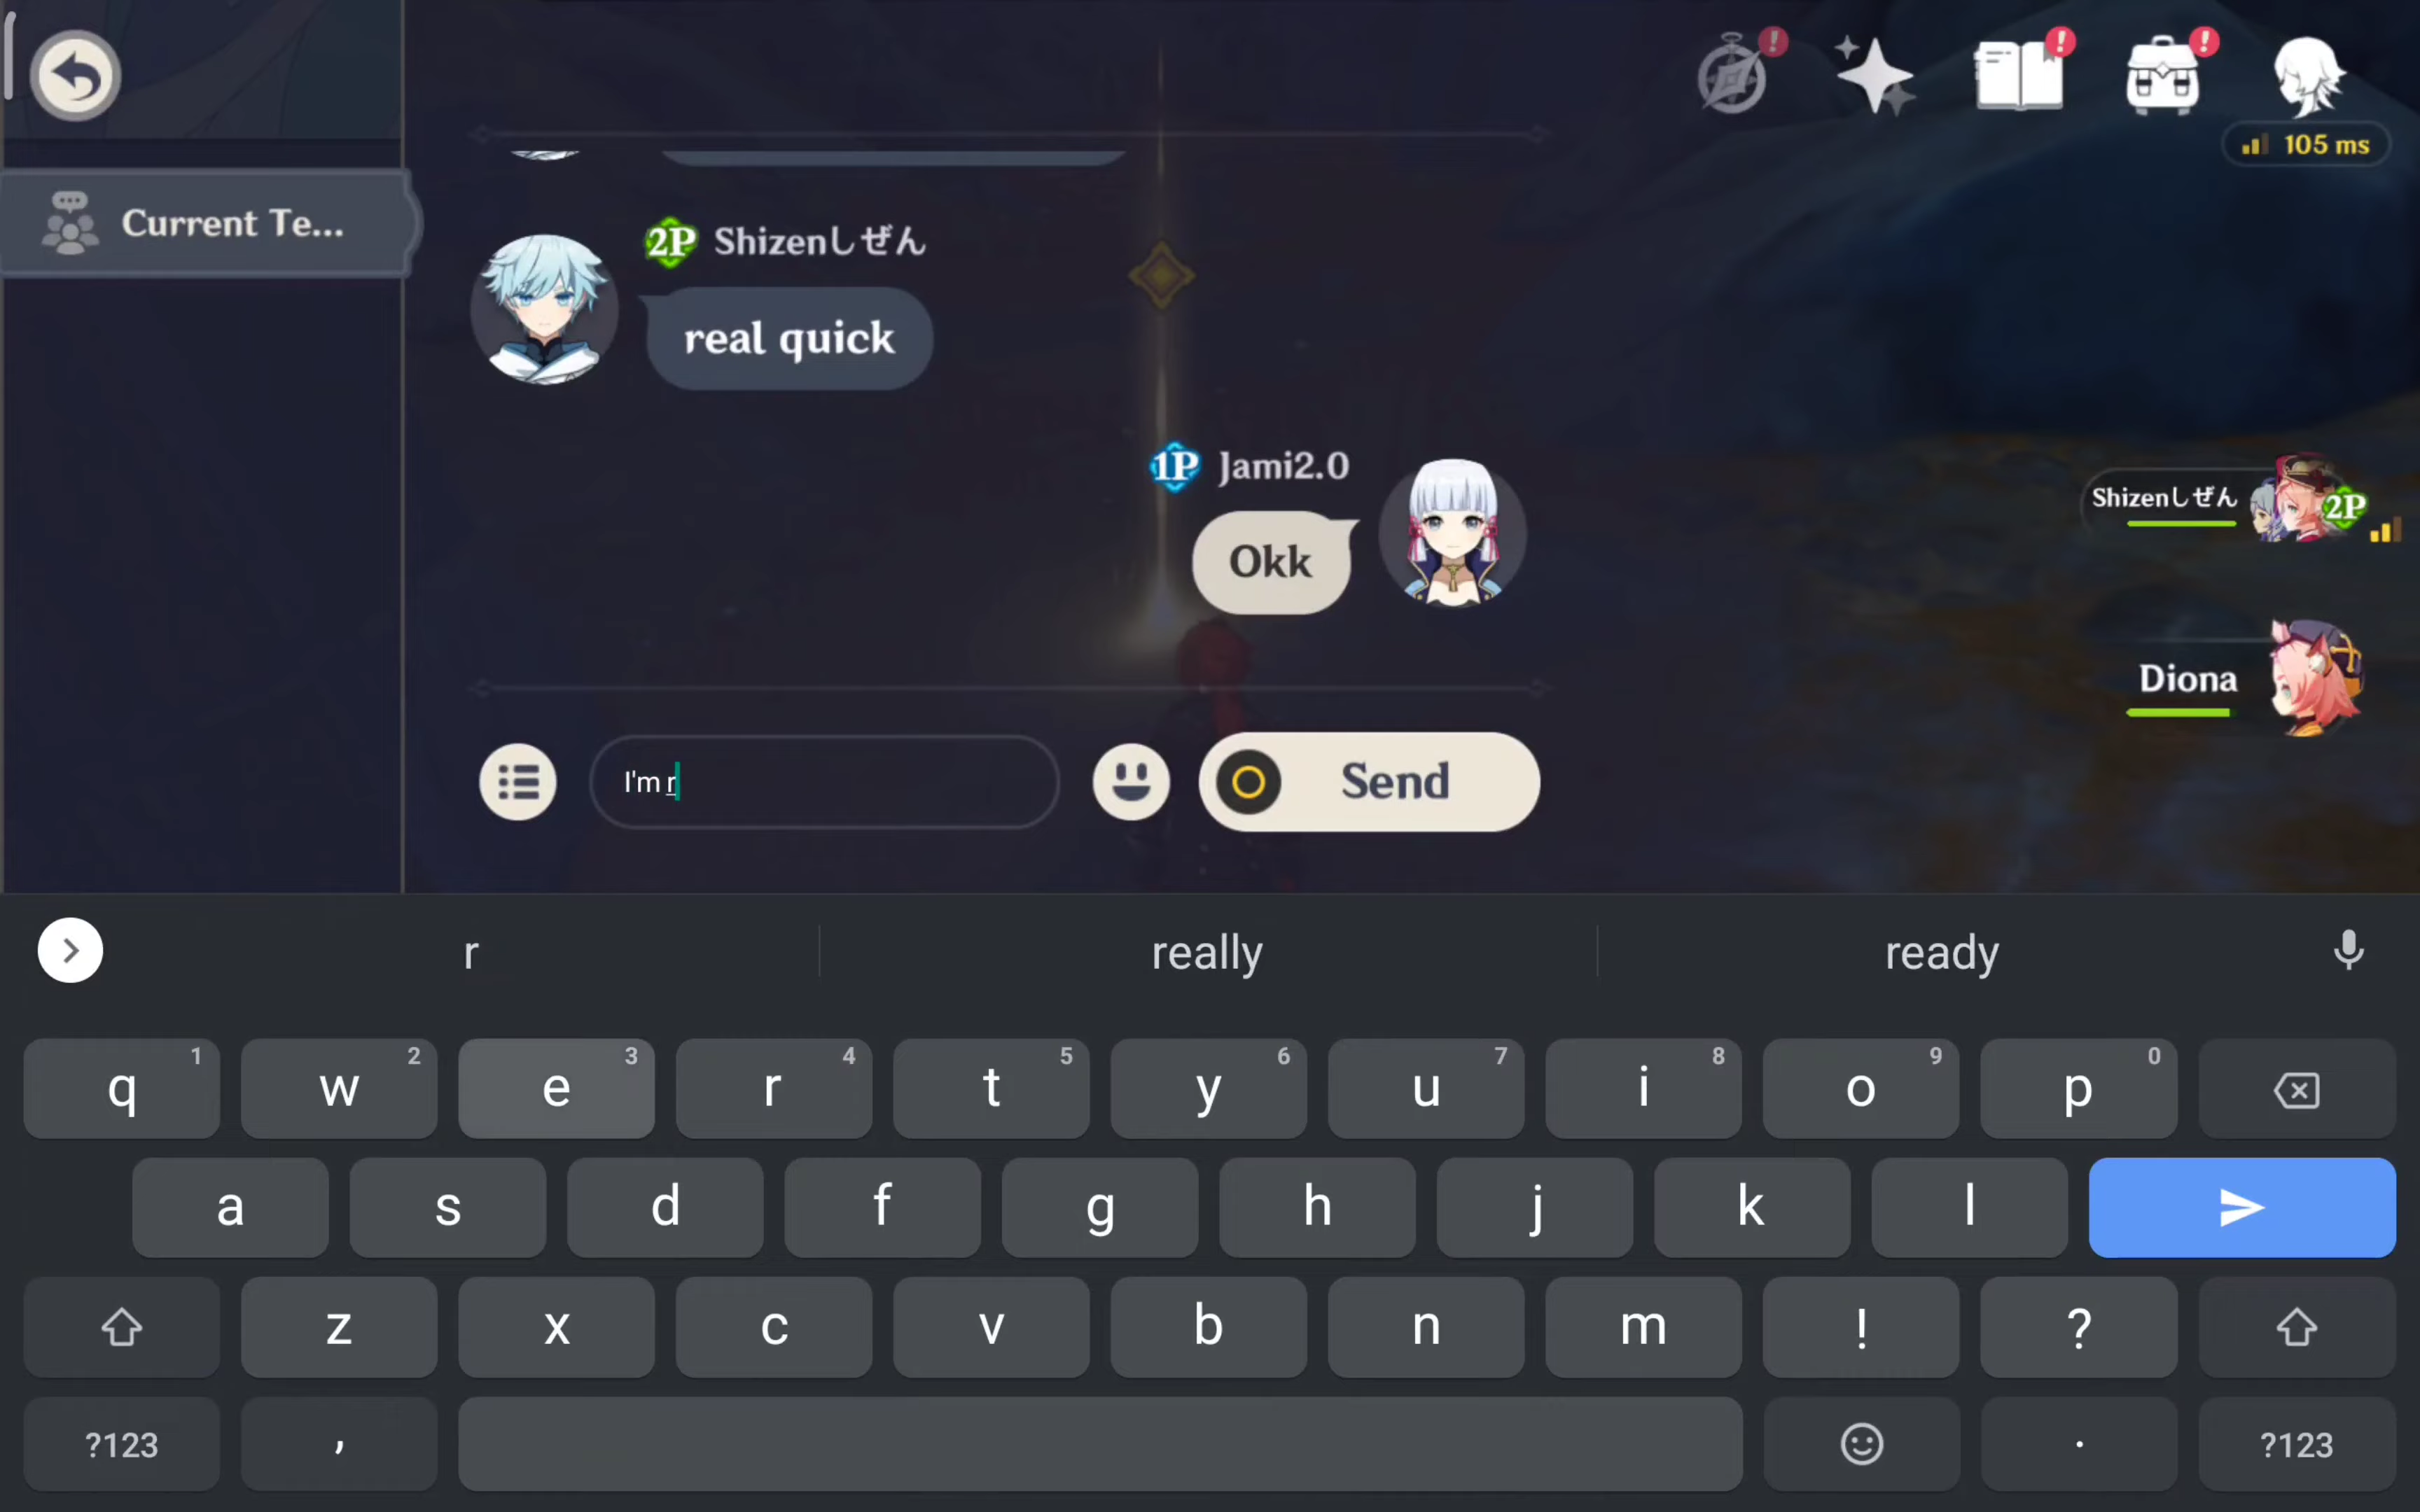 105 ms
Current Te...
2P Shizenしぜん
real quick
1P Jami2.0
Okk
Shizenしぜん 2P
Diona
I'm r
Send
r really ready
q 1 w 2 e 3 r 4 t 5 y 6 u 7 i 8 o 9 p 0
a s d f g h j k l
z x c v b n m ! ?
?123 , . ?123